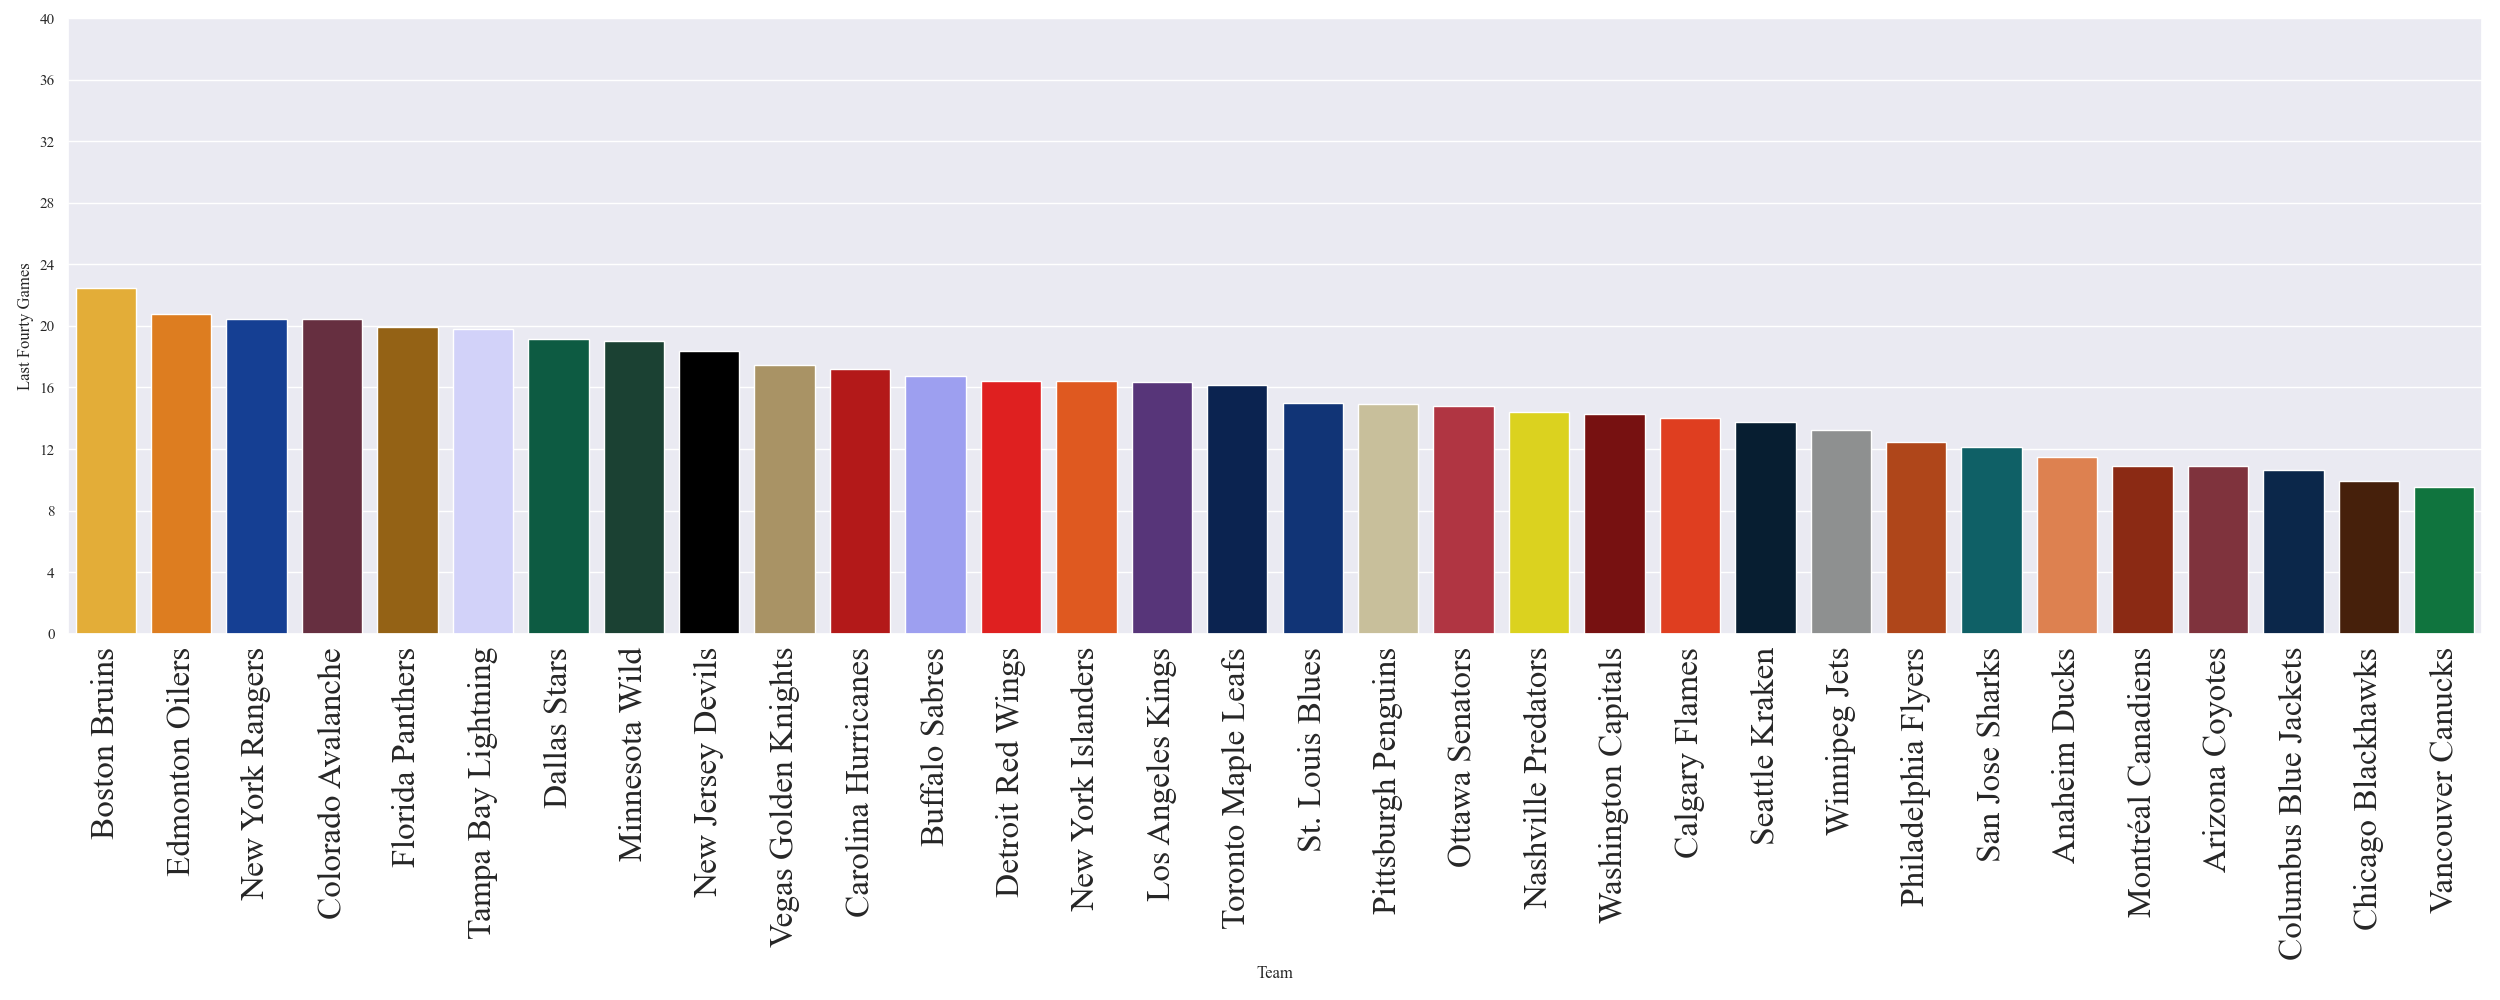 40
36
32
28
24
20
16
12
8
4
0
Last Fourty Games
Boston Bruins
Edmonton Oilers
New York Rangers
Colorado Avalanche
Florida Panthers
Tampa Bay Lightning
Dallas Stars
Minnesota Wild
New Jersey Devils
Vegas Golden Knights
Carolina Hurricanes
Buffalo Sabres
Detroit Red Wings
New York Islanders
Los Angeles Kings
Toronto Maple Leafs
St. Louis Blues
Pittsburgh Penguins
Ottawa Senators
Nashville Predators
Washington Capitals
Calgary Flames
Seattle Kraken
Winnipeg Jets
Philadelphia Flyers
San Jose Sharks
Anaheim Ducks
Montréal Canadiens
Arizona Coyotes
Columbus Blue Jackets
Chicago Blackhawks
Vancouver Canucks
Team